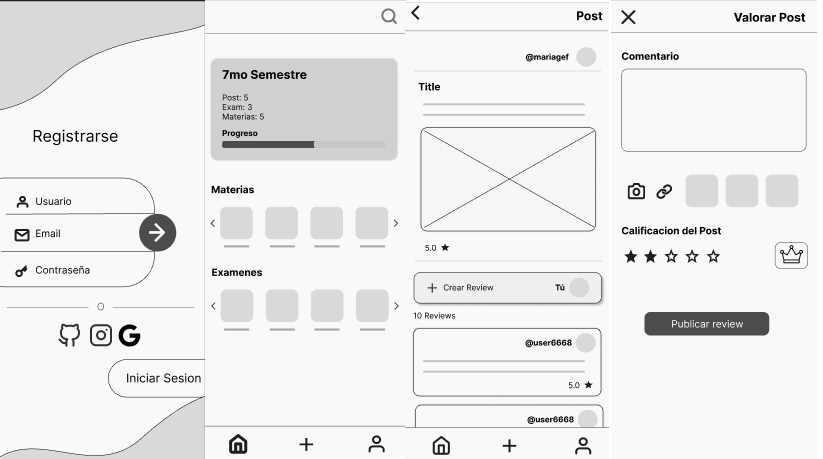 Registrarse
Usuario
Email
Contraseña
O
Iniciar Sesion
7mo Semestre
Post: 5
Exam: 3
Materias: 5
Progreso
Materias
Examenes
Post
@mariagef
Title
5.0
Crear Review
Tú
10 Reviews
@user6668
5.0
@user6668
Valorar Post
Comentario
Calificacion del Post
Publicar review